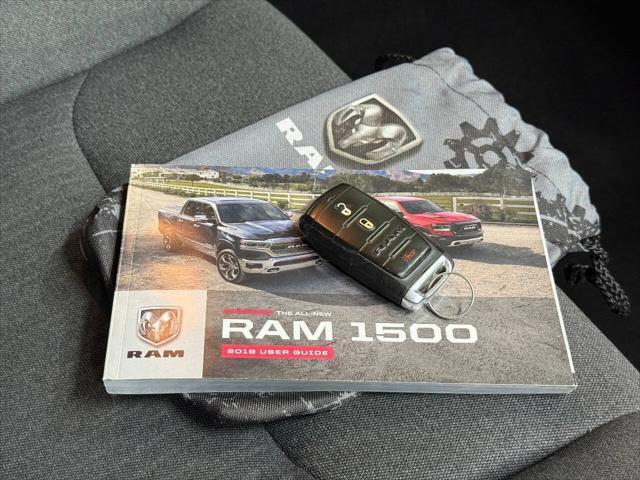 RAM
RAM
THE ALL-NEW
RAM 1500
2019 USER GUIDE
RAM